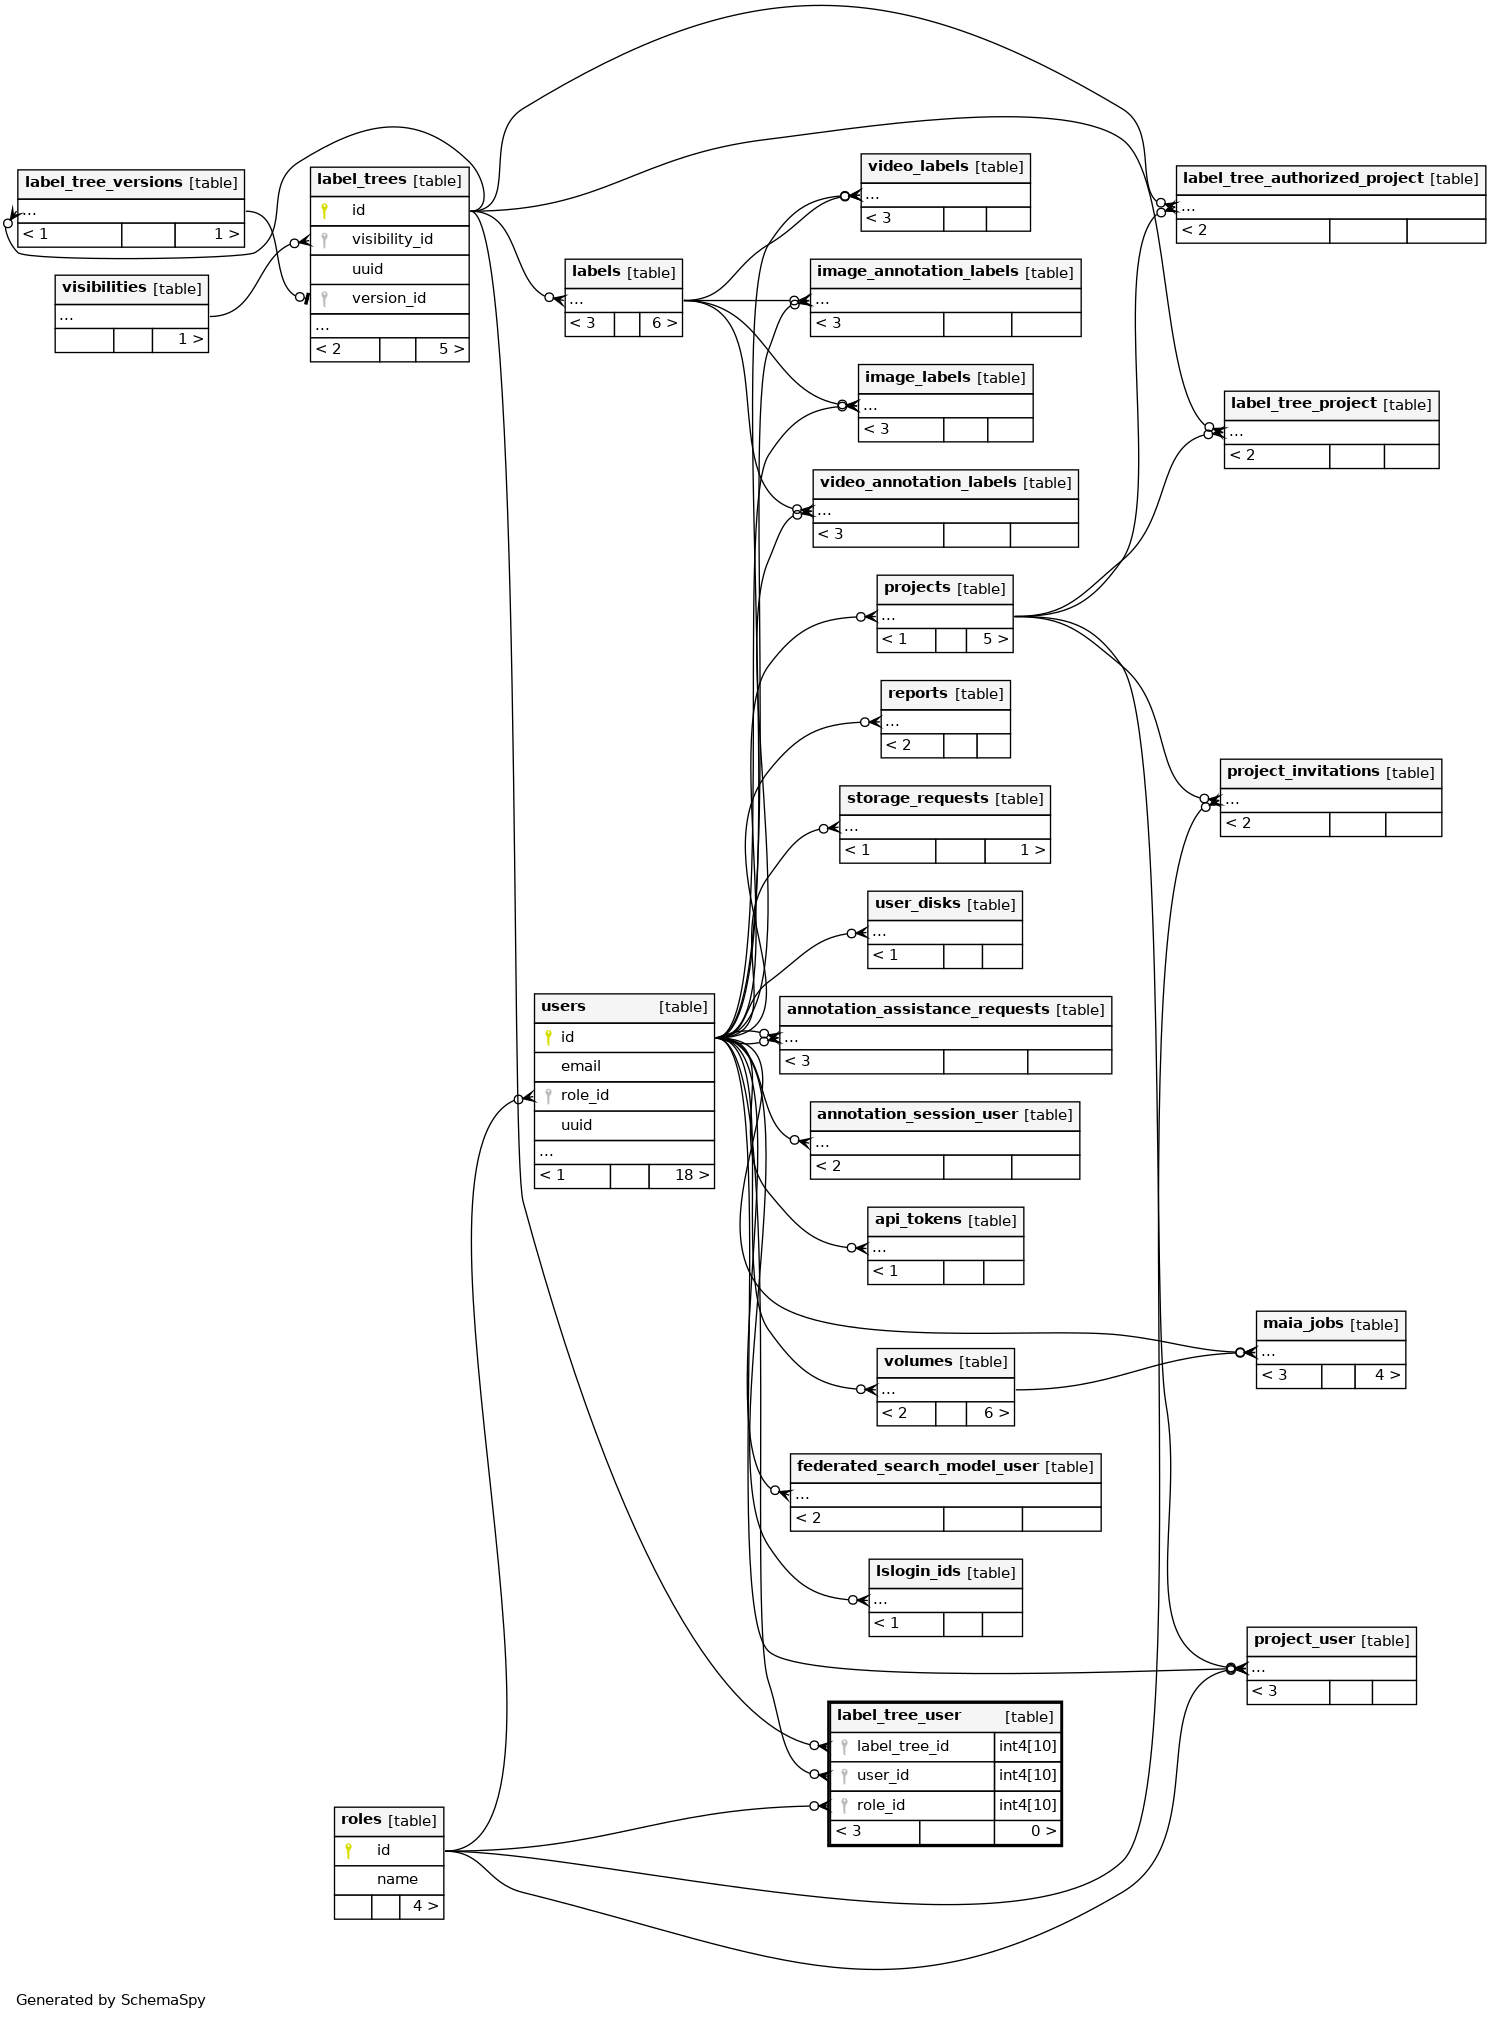 label_tree_versions [table]
...
< 1 1 >
visibilities [table]
...
1 >
label_trees [table]
id
visibility_id
uuid
version_id
...
< 2 5 >
labels [table]
...
< 3 6 >
video_labels [table]
...
< 3
image_annotation_labels [table]
...
< 3
image_labels [table]
...
< 3
video_annotation_labels [table]
...
< 3
projects [table]
...
< 1 5 >
reports [table]
...
< 2
storage_requests [table]
...
< 1 1 >
user_disks [table]
...
< 1
users [table]
id
email
role_id
uuid
...
< 1 18 >
annotation_assistance_requests [table]
...
< 3
annotation_session_user [table]
...
< 2
api_tokens [table]
...
< 1
volumes [table]
...
< 2 6 >
federated_search_model_user [table]
...
< 2
lslogin_ids [table]
...
< 1
label_tree_user [table]
label_tree_id int4[10]
user_id int4[10]
role_id int4[10]
< 3 0 >
roles [table]
id
name
4 >
label_tree_authorized_project [table]
...
< 2
label_tree_project [table]
...
< 2
project_invitations [table]
...
< 2
maia_jobs [table]
...
< 3 4 >
project_user [table]
...
< 3
Generated by SchemaSpy